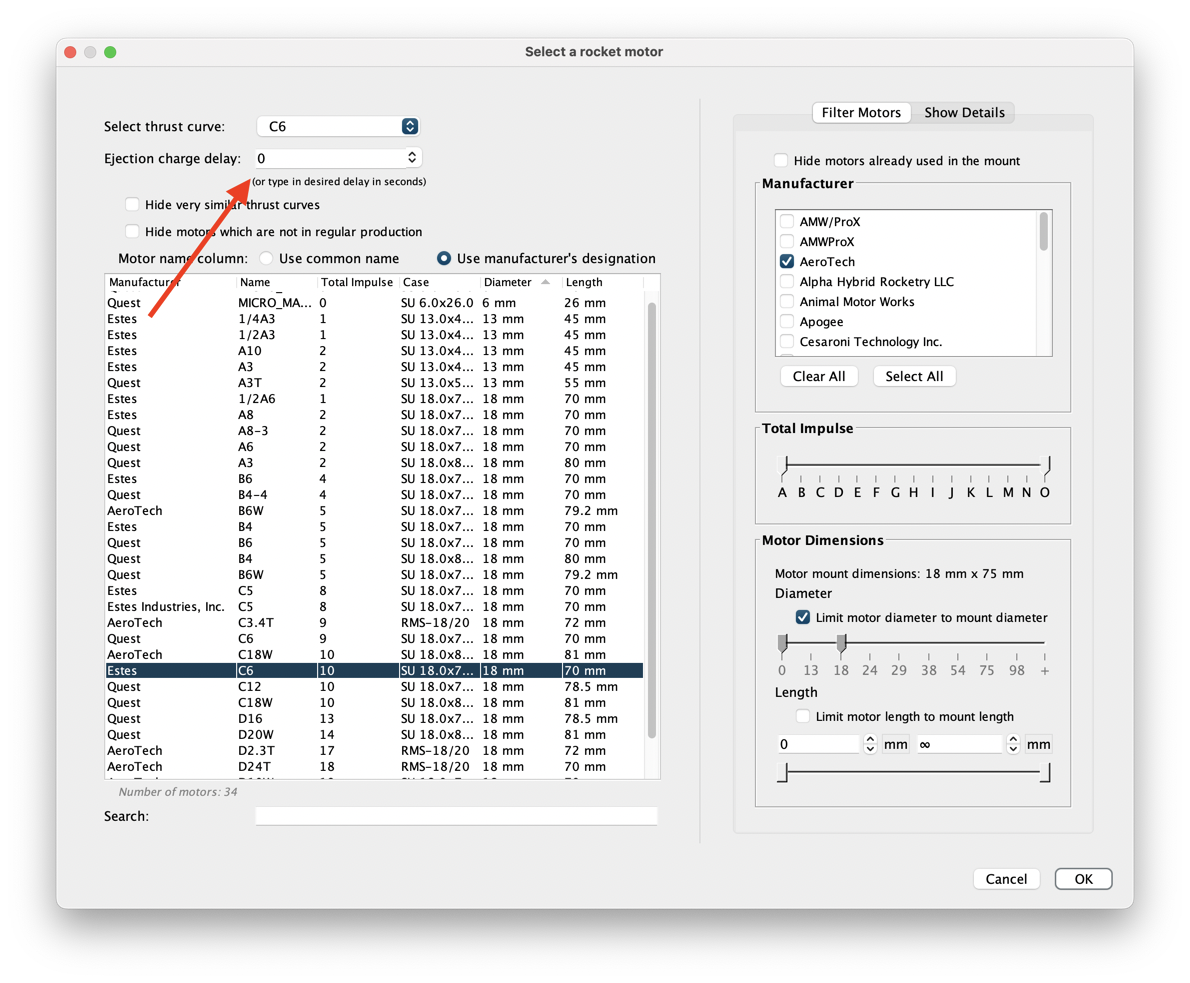 Select a rocket motor
Select thrust curve: C6
Ejection charge delay: 0
(or type in desired delay in seconds)
Hide very similar thrust curves
Hide motors which are not in regular production
Motor name column: Use common name Use manufacturer's designation
Manufacturer Name Total Impulse Case Diameter Length
Quest MICRO_MA... 0 SU 6.0x26.0 6 mm 26 mm
Estes 1/4A3 1 SU 13.0x4... 13 mm 45 mm
Estes 1/2A3 1 SU 13.0x4... 13 mm 45 mm
Estes A10 2 SU 13.0x4... 13 mm 45 mm
Estes A3 2 SU 13.0x4... 13 mm 45 mm
Quest A3T 2 SU 13.0x5... 13 mm 55 mm
Estes 1/2A6 1 SU 18.0x7... 18 mm 70 mm
Estes A8 2 SU 18.0x7... 18 mm 70 mm
Quest A8-3 2 SU 18.0x7... 18 mm 70 mm
Quest A6 2 SU 18.0x7... 18 mm 70 mm
Quest A3 2 SU 18.0x8... 18 mm 80 mm
Estes B6 4 SU 18.0x7... 18 mm 70 mm
Quest B4-4 4 SU 18.0x7... 18 mm 70 mm
AeroTech B6W 5 SU 18.0x7... 18 mm 79.2 mm
Estes B4 5 SU 18.0x7... 18 mm 70 mm
Quest B6 5 SU 18.0x7... 18 mm 70 mm
Quest B4 5 SU 18.0x8... 18 mm 80 mm
Quest B6W 5 SU 18.0x7... 18 mm 79.2 mm
Estes C5 8 SU 18.0x7... 18 mm 70 mm
Estes Industries, Inc. C5 8 SU 18.0x7... 18 mm 70 mm
AeroTech C3.4T 9 RMS-18/20 18 mm 72 mm
Quest C6 9 SU 18.0x7... 18 mm 70 mm
AeroTech C18W 10 SU 18.0x8... 18 mm 81 mm
Estes C6 10 SU 18.0x7... 18 mm 70 mm
Quest C12 10 SU 18.0x7... 18 mm 78.5 mm
Quest C18W 10 SU 18.0x8... 18 mm 81 mm
Quest D16 13 SU 18.0x7... 18 mm 78.5 mm
Quest D20W 14 SU 18.0x8... 18 mm 81 mm
AeroTech D2.3T 17 RMS-18/20 18 mm 72 mm
AeroTech D24T 18 RMS-18/20 18 mm 70 mm
Number of motors: 34
Search:
Filter Motors Show Details
Hide motors already used in the mount
Manufacturer
AMW/ProX
AMWProX
AeroTech
Alpha Hybrid Rocketry LLC
Animal Motor Works
Apogee
Cesaroni Technology Inc.
Clear All Select All
Total Impulse
A B C D E F G H I J K L M N O
Motor Dimensions
Motor mount dimensions: 18 mm x 75 mm
Diameter
Limit motor diameter to mount diameter
0 13 18 24 29 38 54 75 98 +
Length
Limit motor length to mount length
0 mm ∞ mm
Cancel OK